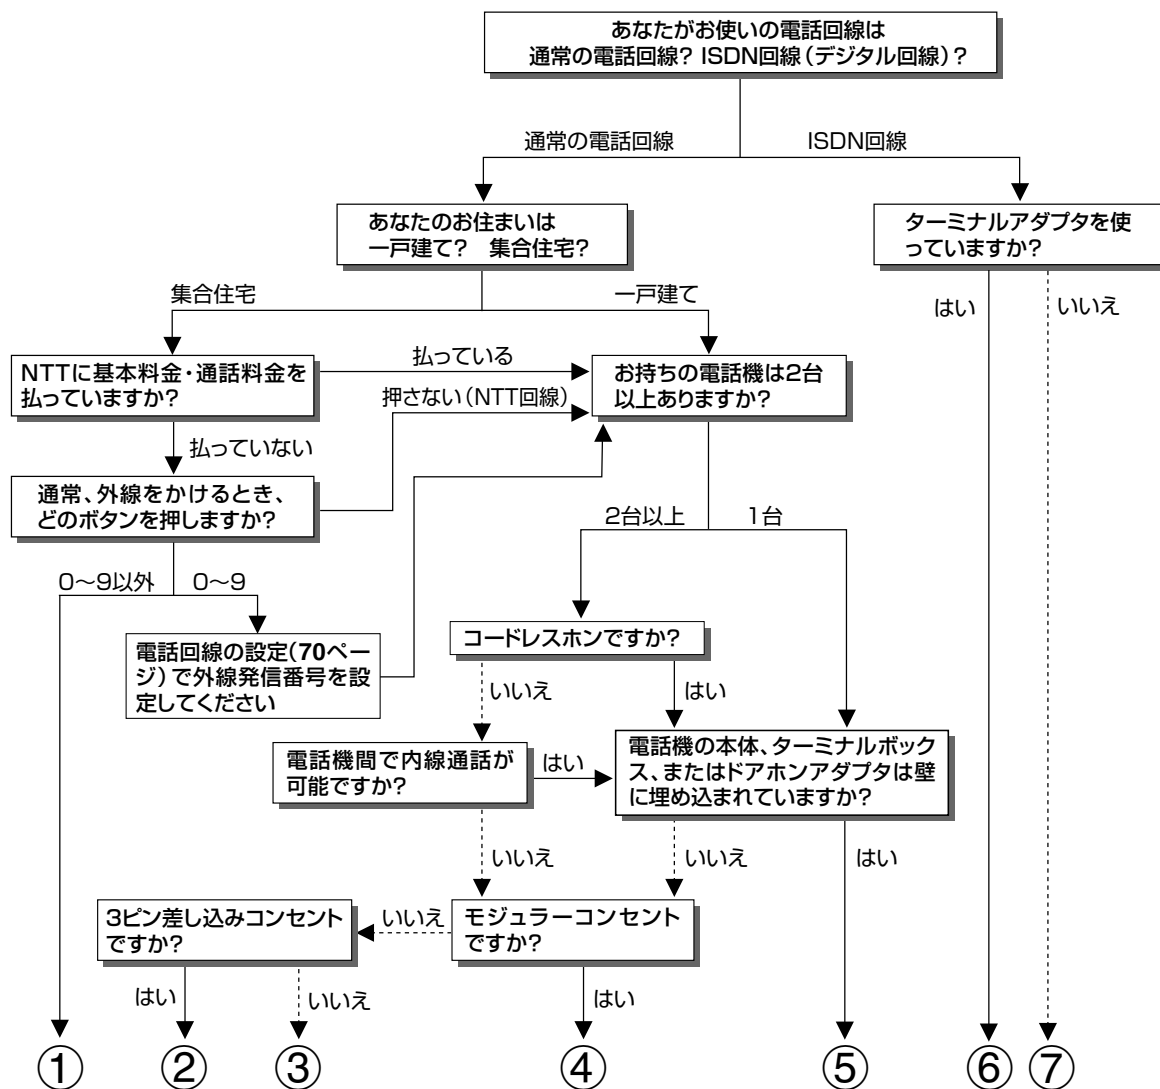 あなたがお使いの電話回線は
通常の電話回線? ISDN回線(デジタル回線)?
通常の電話回線
ISDN回線
あなたのお住まいは
一戸建て? 集合住宅?
ターミナルアダプタを使
っていますか?
集合住宅
一戸建て
はい
いいえ
NTTに基本料金・通話料金を
払っていますか?
払っている
お持ちの電話機は2台
以上ありますか?
押さない(NTT回線)
払っていない
通常、外線をかけるとき、
どのボタンを押しますか?
2台以上
1台
0〜9以外
0〜9
コードレスホンですか?
電話回線の設定(70ペー
ジ)で外線発信番号を設
定してください
いいえ
はい
電話機間で内線通話が
可能ですか?
はい
電話機の本体、ターミナルボック
ス、またはドアホンアダプタは壁
に埋め込まれていますか?
いいえ
いいえ
はい
3ピン差し込みコンセント
ですか?
いいえ
モジュラーコンセント
ですか?
はい
いいえ
はい
①
②
③
④
⑤
⑥
⑦